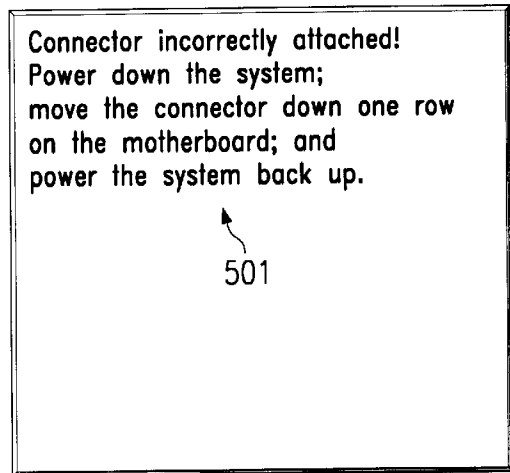 Connector incorrectly attached!
Power down the system;
move the connector down one row
on the motherboard; and
power the system back up.
501